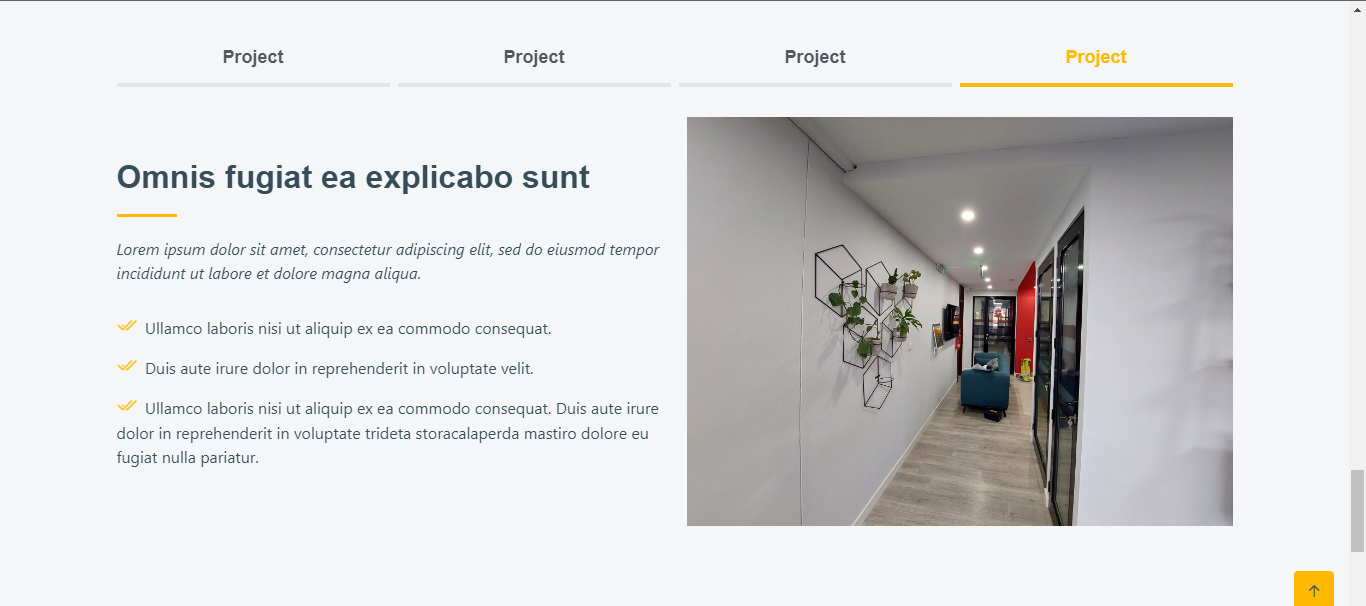 Project
Project
Project
Project
Omnis fugiat ea explicabo sunt
Lorem ipsum dolor sit amet, consectetur adipiscing elit, sed do eiusmod tempor
incididunt ut labore et dolore magna aliqua.
Ullamco laboris nisi ut aliquip ex ea commodo consequat.
Duis aute irure dolor in reprehenderit in voluptate velit.
Ullamco laboris nisi ut aliquip ex ea commodo consequat. Duis aute irure
dolor in reprehenderit in voluptate trideta storacalaperda mastiro dolore eu
fugiat nulla pariatur.